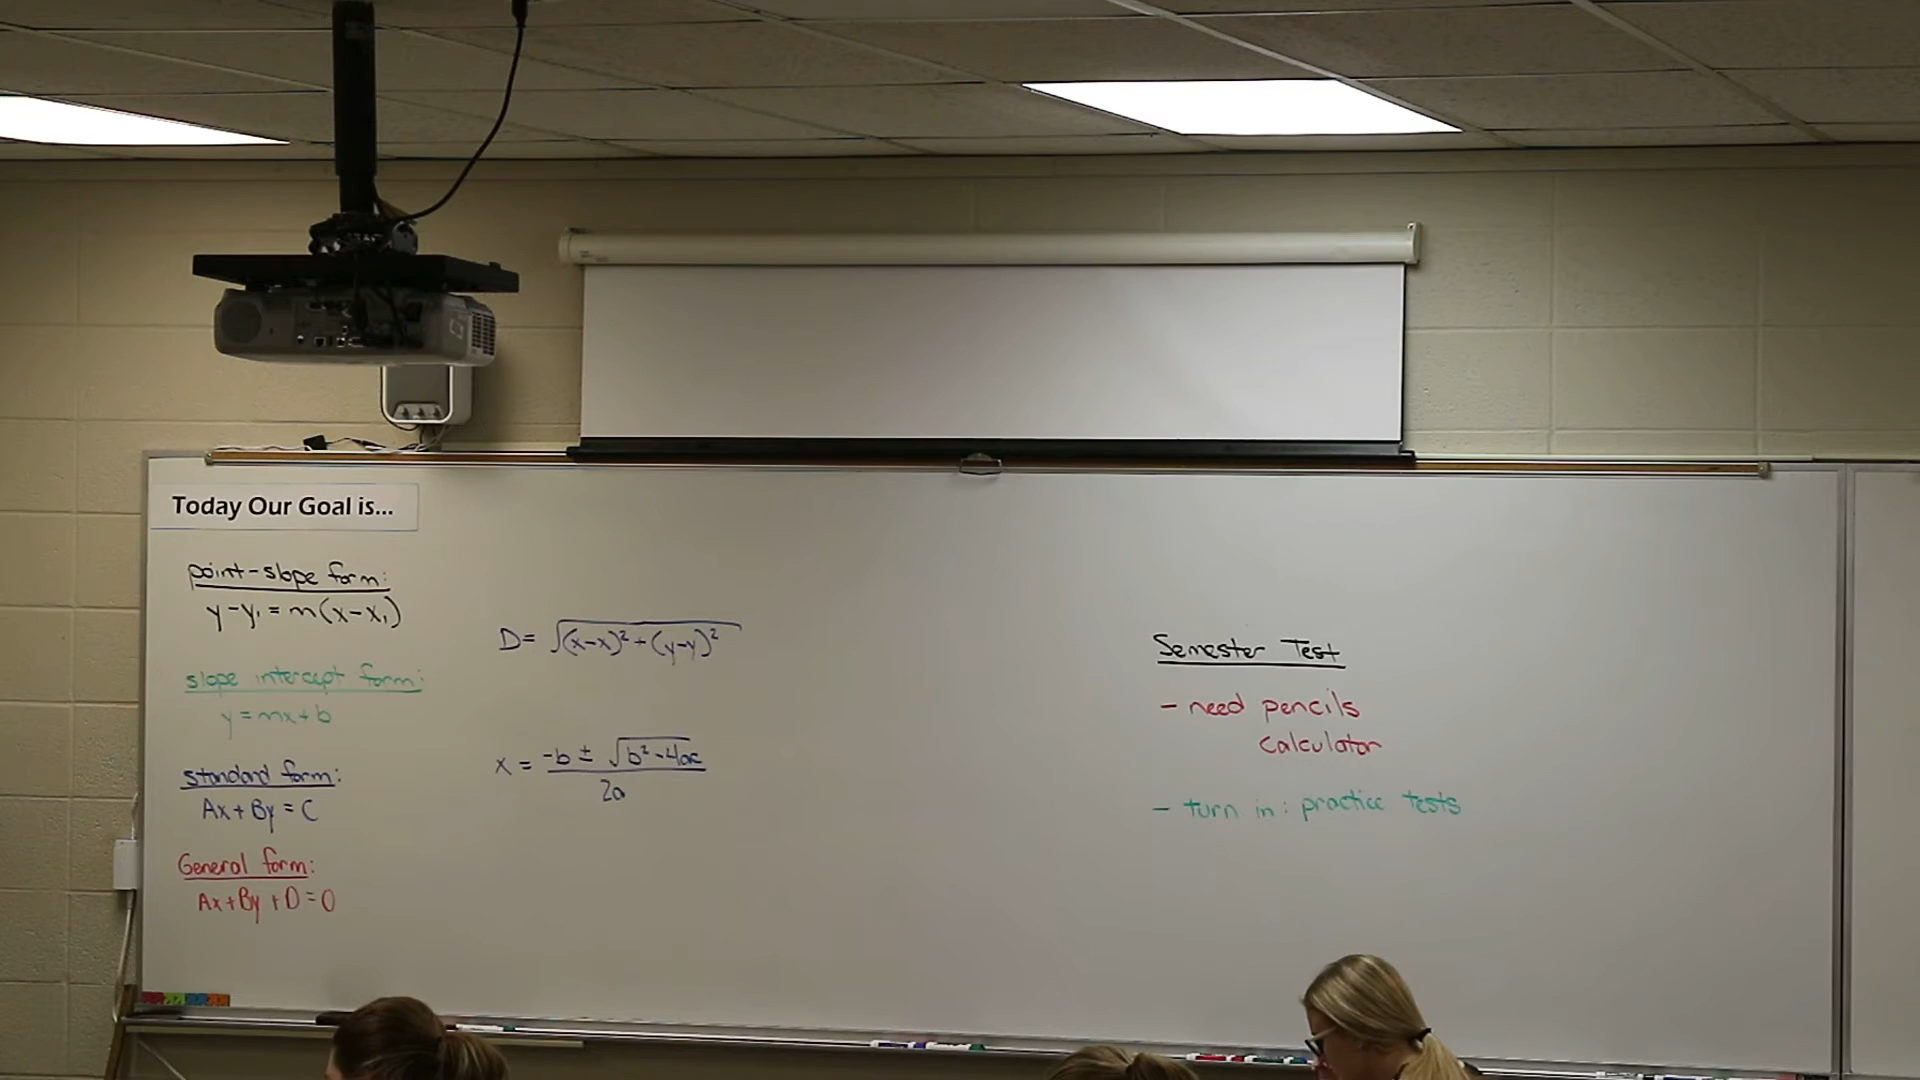 Today Our Goal is...
point-slope form:
y-y₁ = m(x-x₁)
slope intercept form:
y = mx+b
standard form:
Ax+By = C
General form:
Ax+By+D=0
D= √(x-x)²+(y-y)²
x = -b ± √b²-4ac
2a
Semester Test
- need pencils
calculator
- turn in: practice tests